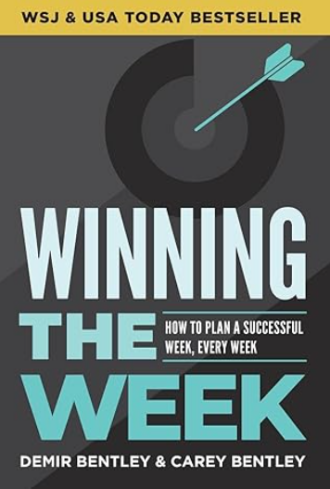 WSJ & USA TODAY BESTSELLER
WINNING
THE
HOW TO PLAN A SUCCESSFUL
WEEK, EVERY WEEK
WEEK
DEMIR BENTLEY & CAREY BENTLEY